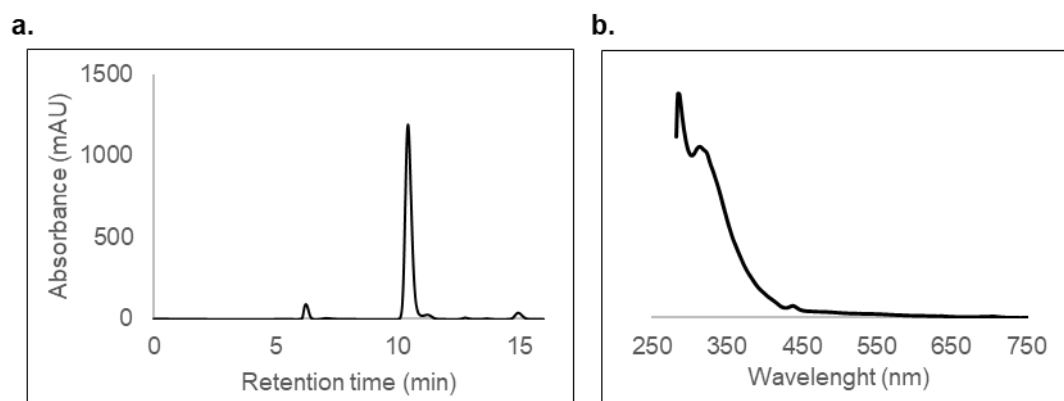 a.
1500
1000
500
0
Absorbance (mAU)
0 5 10 15
Retention time (min)
b.
250 350 450 550 650 750
Wavelenght (nm)